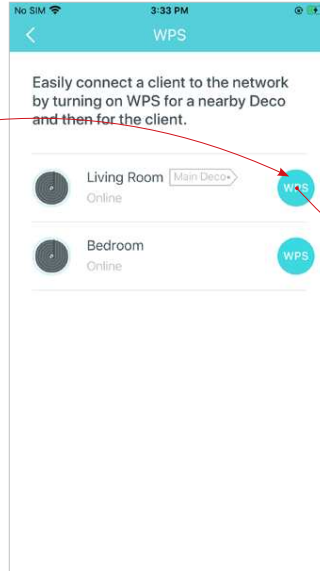 No SIM 3:33 PM
WPS
Easily connect a client to the network
by turning on WPS for a nearby Deco
and then for the client.
Living Room Main Deco WPS
Online
Bedroom WPS
Online